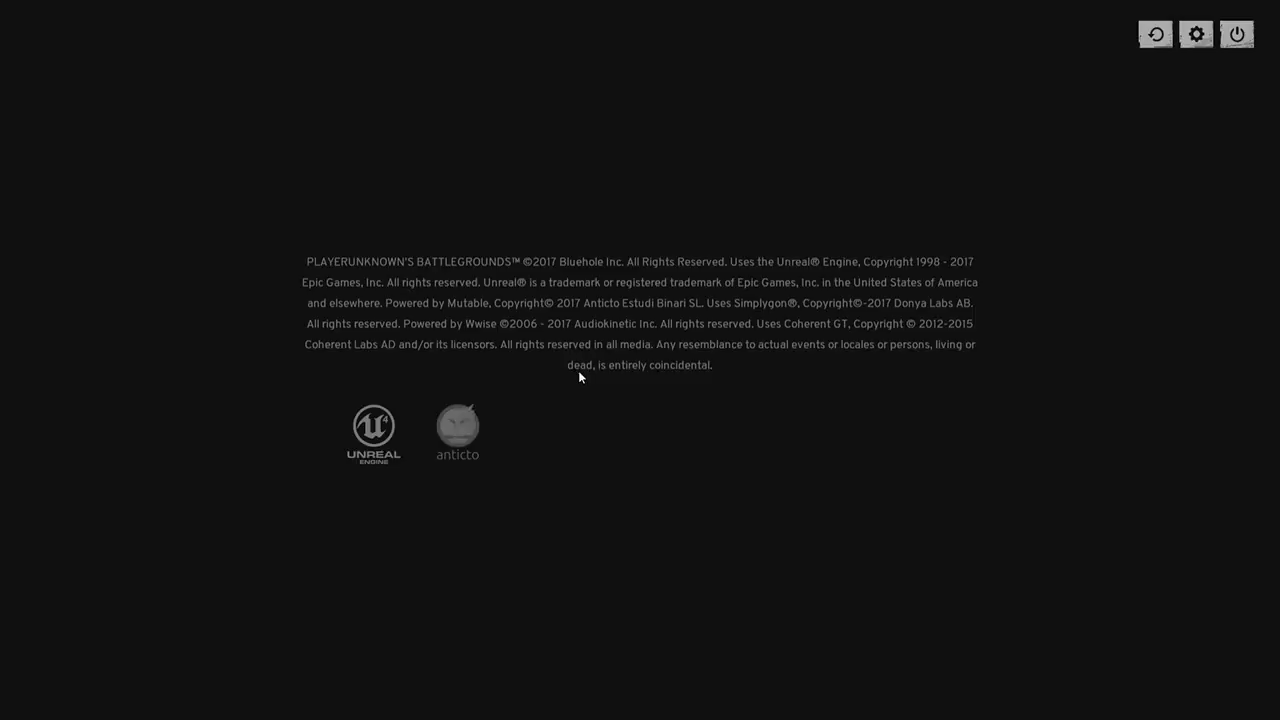 PLAYERUNKNOWN'S BATTLEGROUNDS™ ©2017 Bluehole Inc. All Rights Reserved. Uses the Unreal® Engine, Copyright 1998 - 2017
Epic Games, Inc. All rights reserved. Unreal® is a trademark or registered trademark of Epic Games, Inc. in the United States of America
and elsewhere. Powered by Mutable, Copyright© 2017 Anticto Estudi Binari SL. Uses Simplygon®, Copyright©-2017 Donya Labs AB.
All rights reserved. Powered by Wwise ©2006 - 2017 Audiokinetic Inc. All rights reserved. Uses Coherent GT, Copyright © 2012-2015
Coherent Labs AD and/or its licensors. All rights reserved in all media. Any resemblance to actual events or locales or persons, living or
dead, is entirely coincidental.
U4
UNREAL
ENGINE
anticto